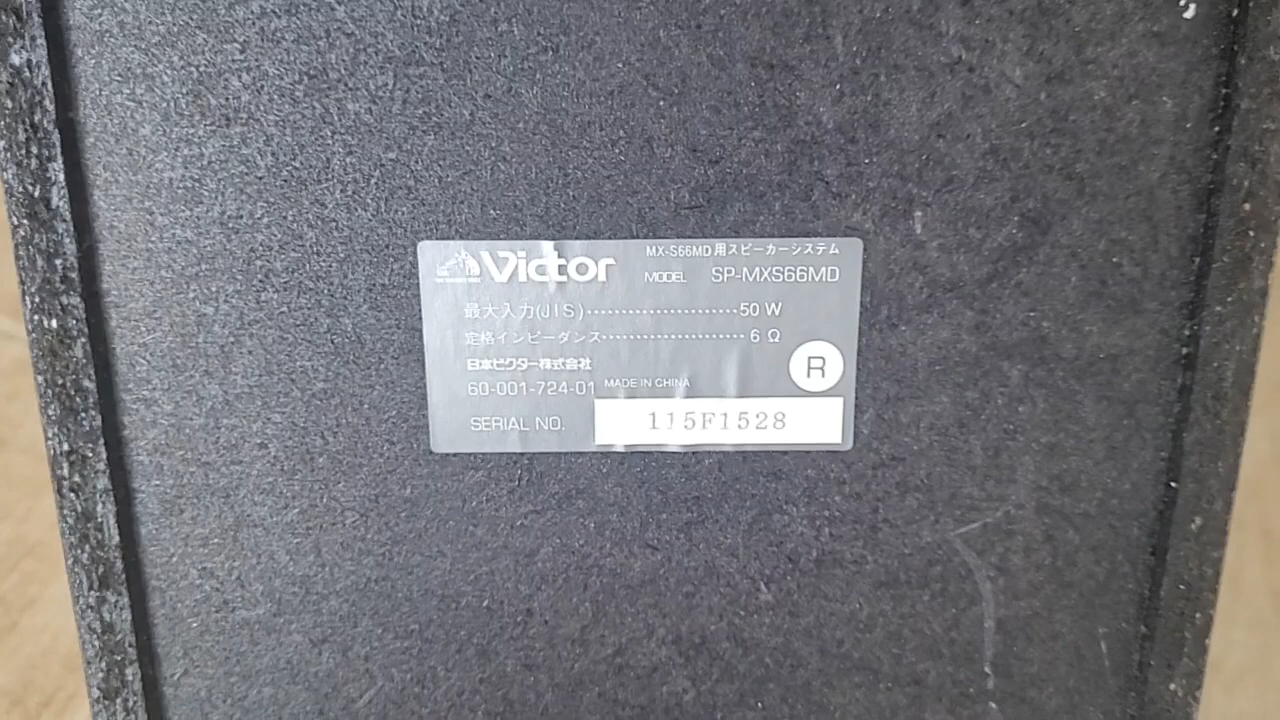 Victor
MX-S66MD用スピーカーシステム
MODEL SP-MXS66MD
最大入力(JIS)·······················50 W
定格インピーダンス·····················6 Ω
日本ビクター株式会社
R
60-001-724-01 MADE IN CHINA
SERIAL NO. 115F1528